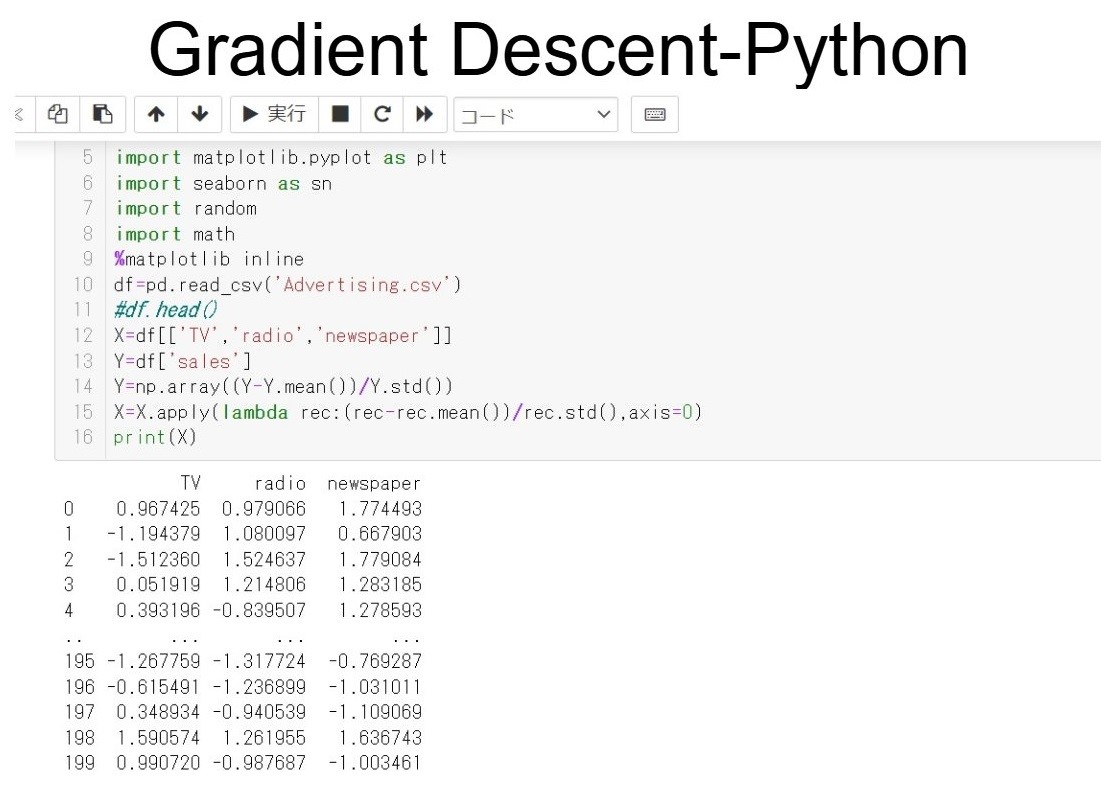 Gradient Descent-Python
実行 コード
5 import matplotlib.pyplot as plt
6 import seaborn as sn
7 import random
8 import math
9 %matplotlib inline
10 df=pd.read_csv('Advertising.csv')
11 #df.head()
12 X=df[['TV','radio','newspaper']]
13 Y=df['sales']
14 Y=np.array((Y-Y.mean())/Y.std())
15 X=X.apply(lambda rec:(rec-rec.mean())/rec.std(),axis=0)
16 print(X)
TV radio newspaper
0 0.967425 0.979066 1.774493
1 -1.194379 1.080097 0.667903
2 -1.512360 1.524637 1.779084
3 0.051919 1.214806 1.283185
4 0.393196 -0.839507 1.278593
.. ... ... ...
195 -1.267759 -1.317724 -0.769287
196 -0.615491 -1.236899 -1.031011
197 0.348934 -0.940539 -1.109069
198 1.590574 1.261955 1.636743
199 0.990720 -0.987687 -1.003461